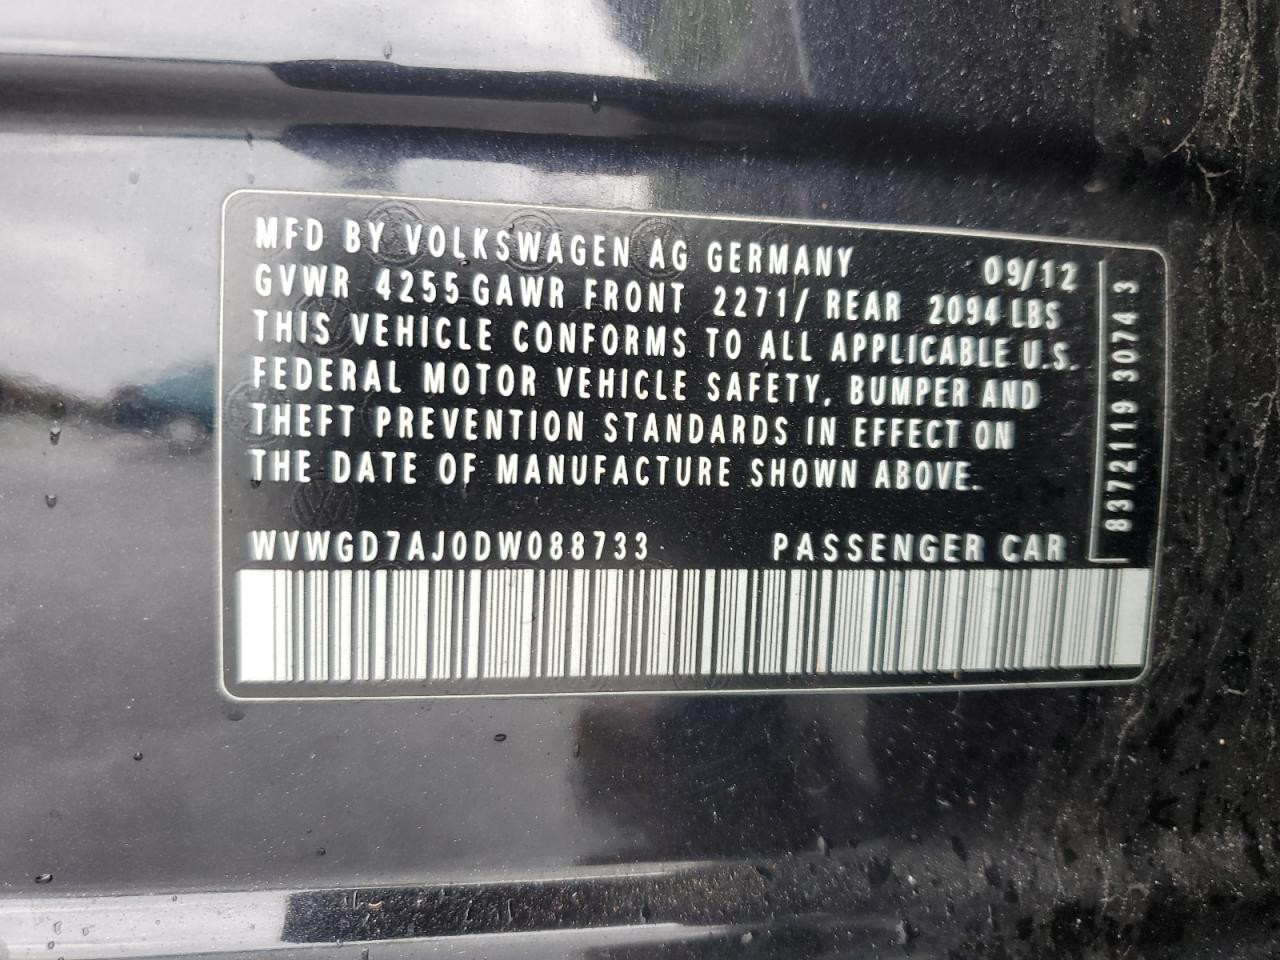 MFD BY VOLKSWAGEN AG GERMANY 09/12
GVWR 4255 GAWR FRONT 2271/ REAR 2094 LBS
THIS VEHICLE CONFORMS TO ALL APPLICABLE U.S.
FEDERAL MOTOR VEHICLE SAFETY, BUMPER AND
THEFT PREVENTION STANDARDS IN EFFECT ON
THE DATE OF MANUFACTURE SHOWN ABOVE.
WVWGD7AJ0DW088733 PASSENGER CAR
8372119 30743